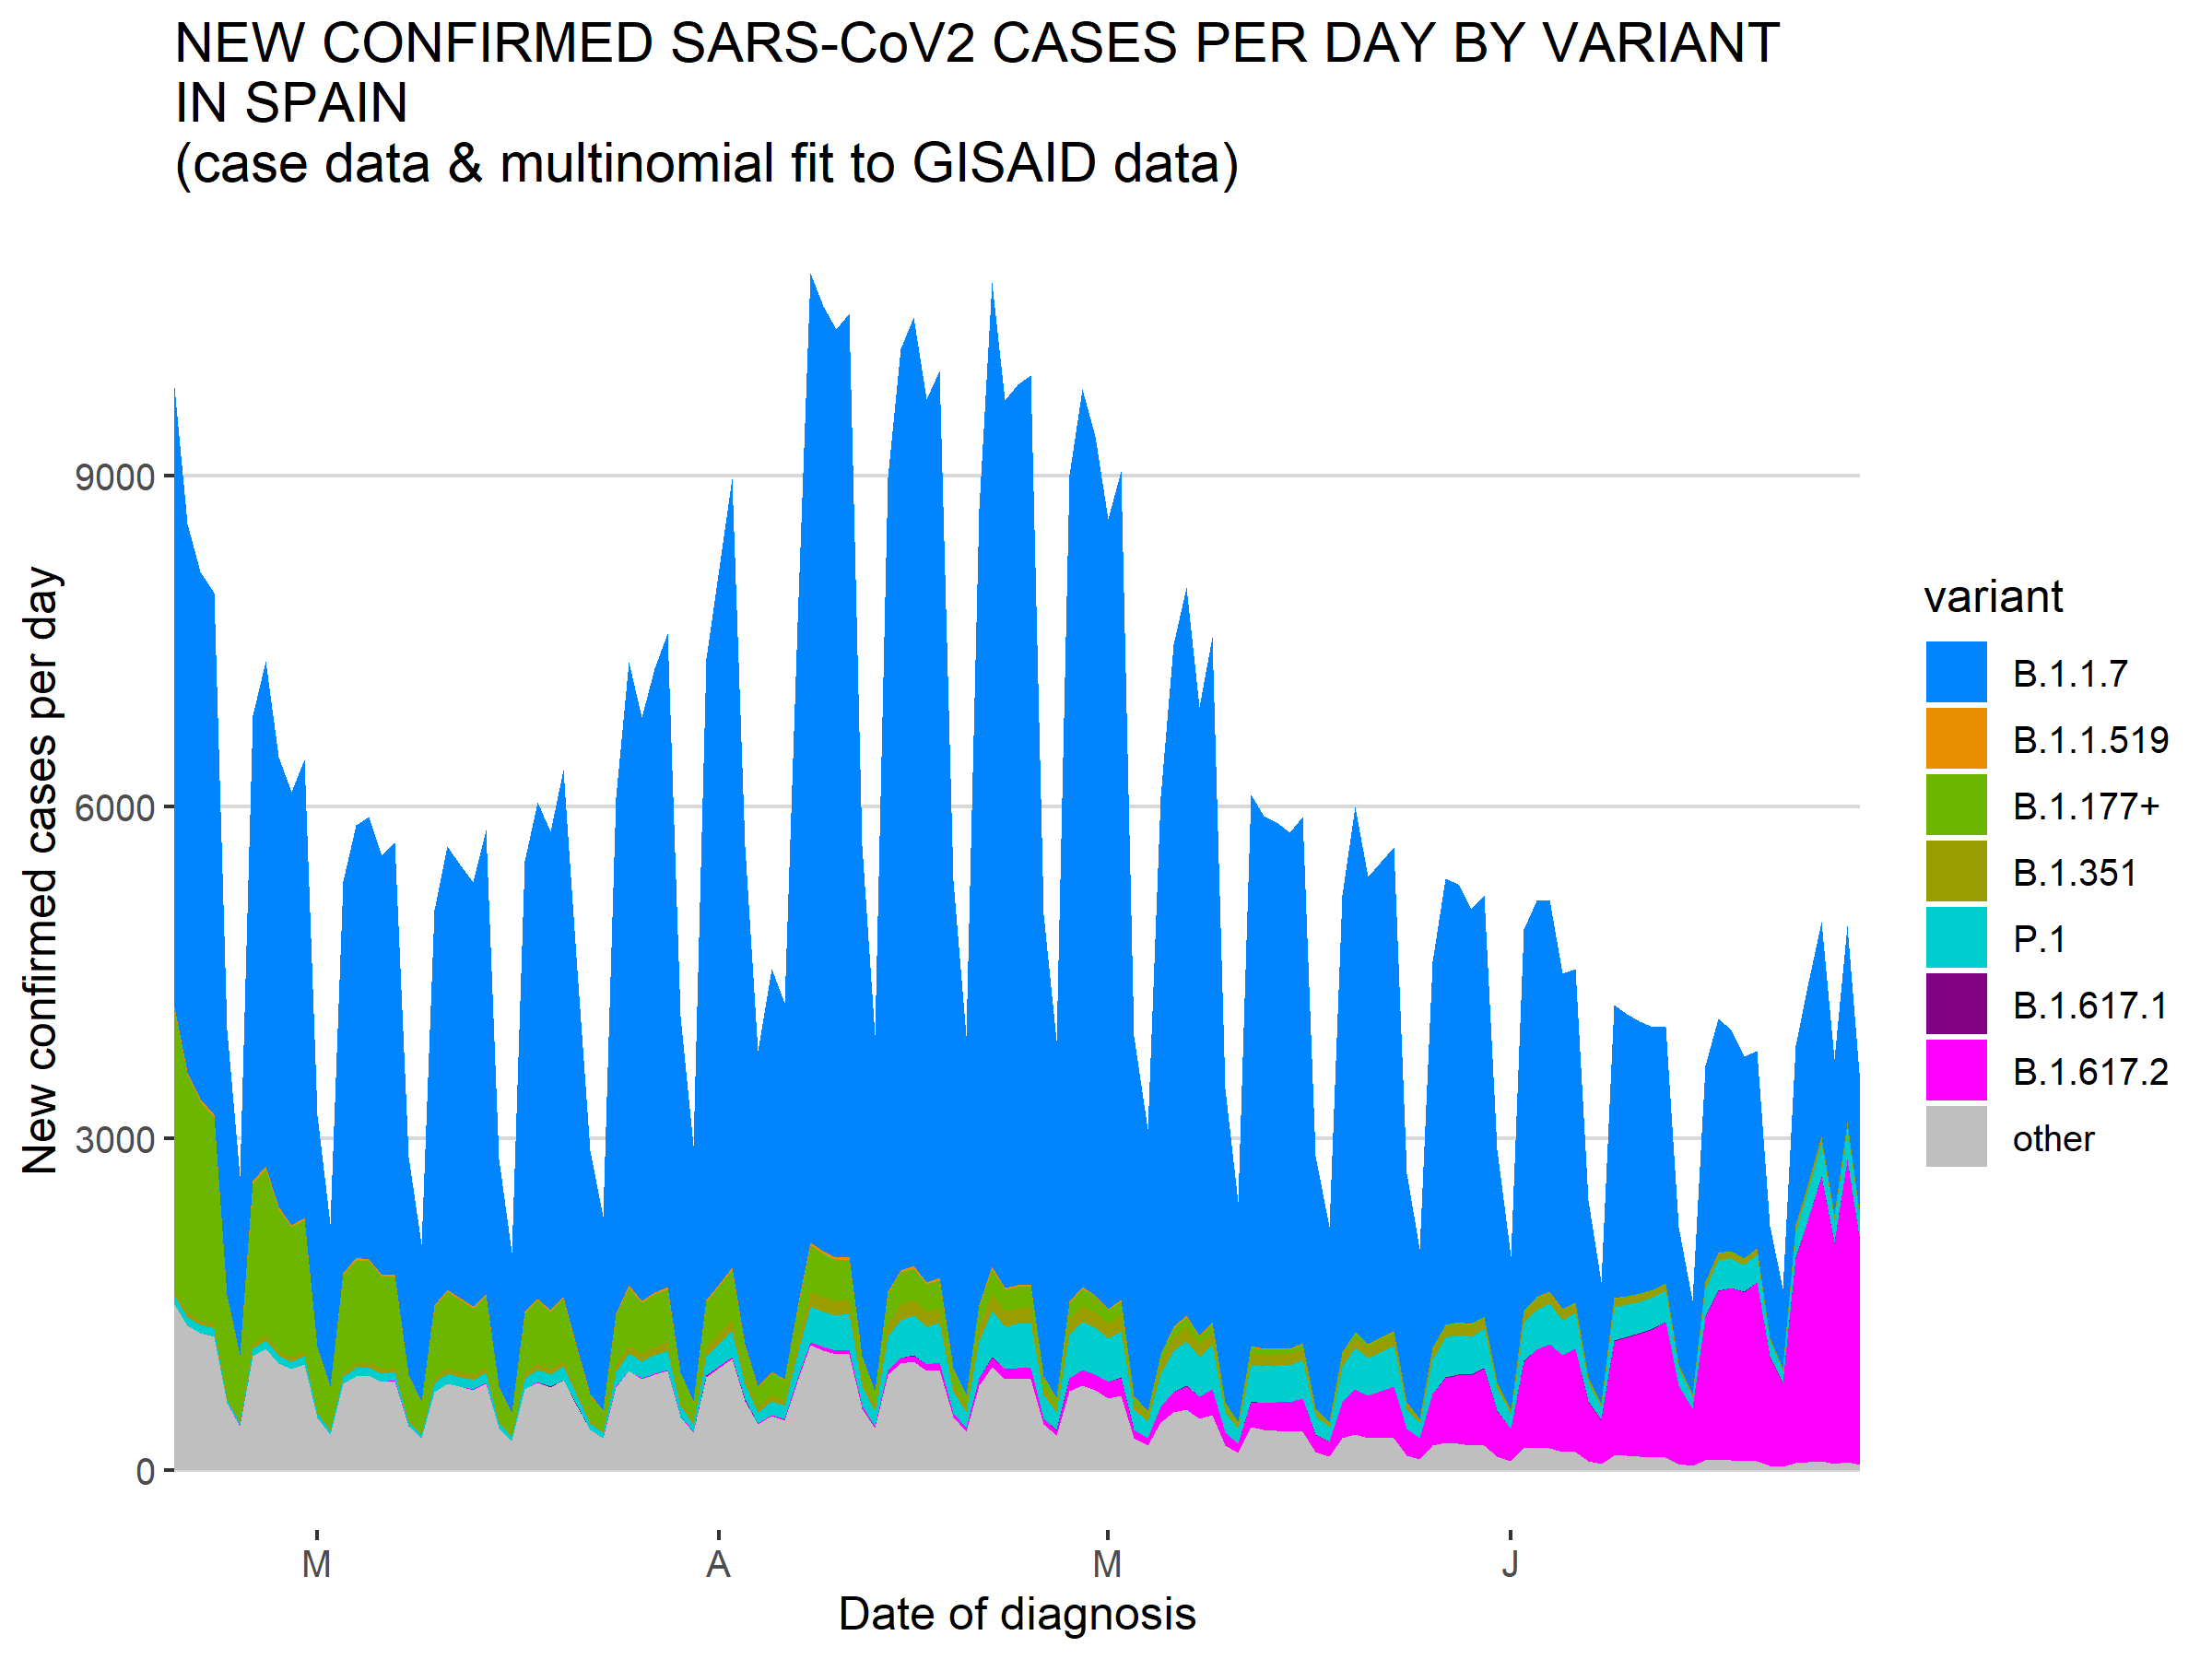 NEW CONFIRMED SARS-CoV2 CASES PER DAY BY VARIANT
IN SPAIN
(case data & multinomial fit to GISAID data)
New confirmed cases per day
9000
6000
3000
0
M
A
M
J
Date of diagnosis
variant
B.1.1.7
B.1.1.519
B.1.177+
B.1.351
P.1
B.1.617.1
B.1.617.2
other